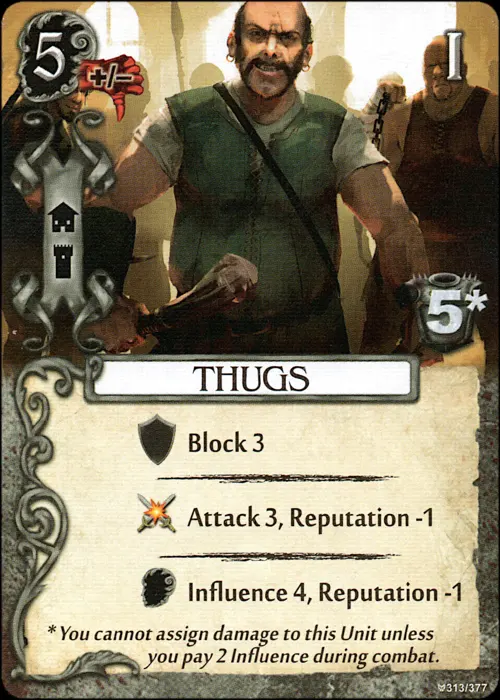 5
+/-
I
5*
THUGS
Block 3
Attack 3, Reputation -1
Influence 4, Reputation -1
*You cannot assign damage to this Unit unless
you pay 2 Influence during combat.
313/377